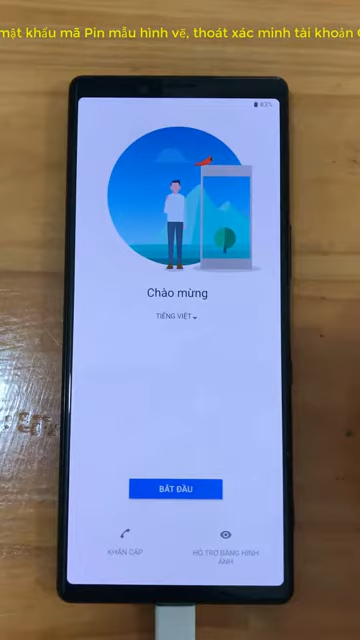 mật khẩu mã Pin mẫu hình vẽ, thoát xác minh tài khoản
83%
Chào mừng
TIẾNG VIỆT
BẮT ĐẦU
KHẨN CẤP
HỖ TRỢ BẰNG HÌNH
ẢNH